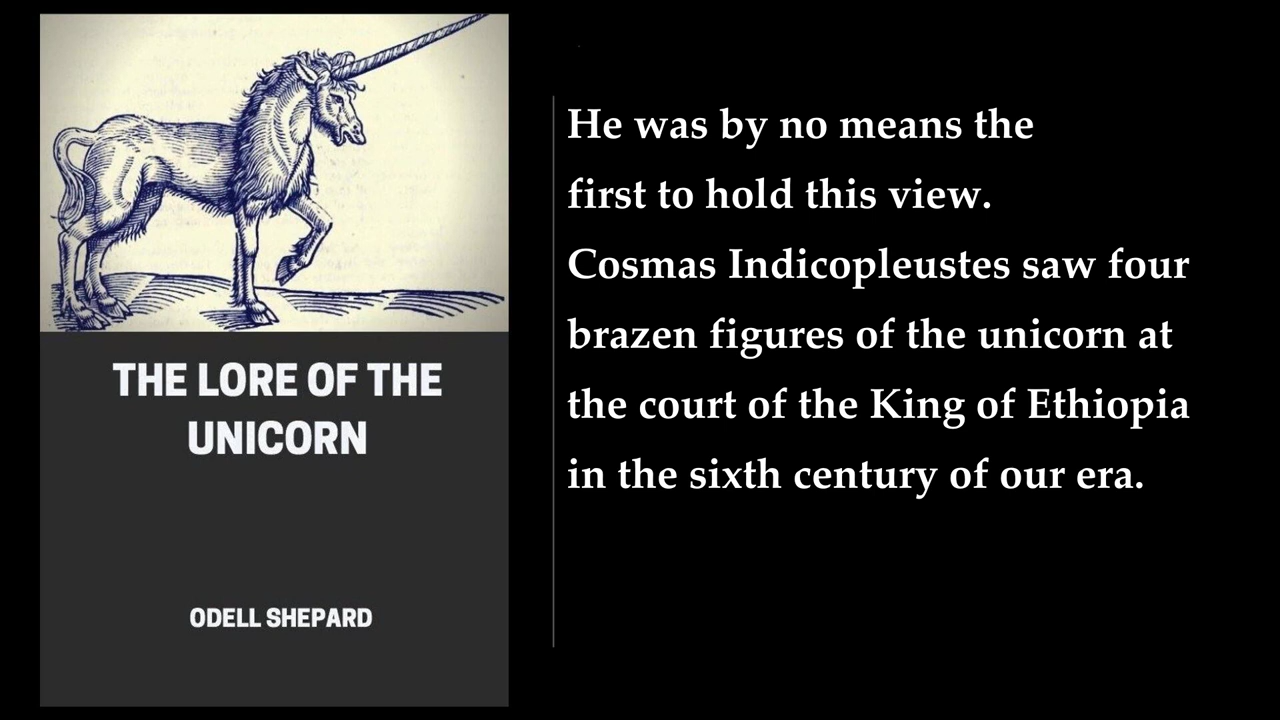 THE LORE OF THE
UNICORN
ODELL SHEPARD
He was by no means the
first to hold this view.
Cosmas Indicopleustes saw four
brazen figures of the unicorn at
the court of the King of Ethiopia
in the sixth century of our era.